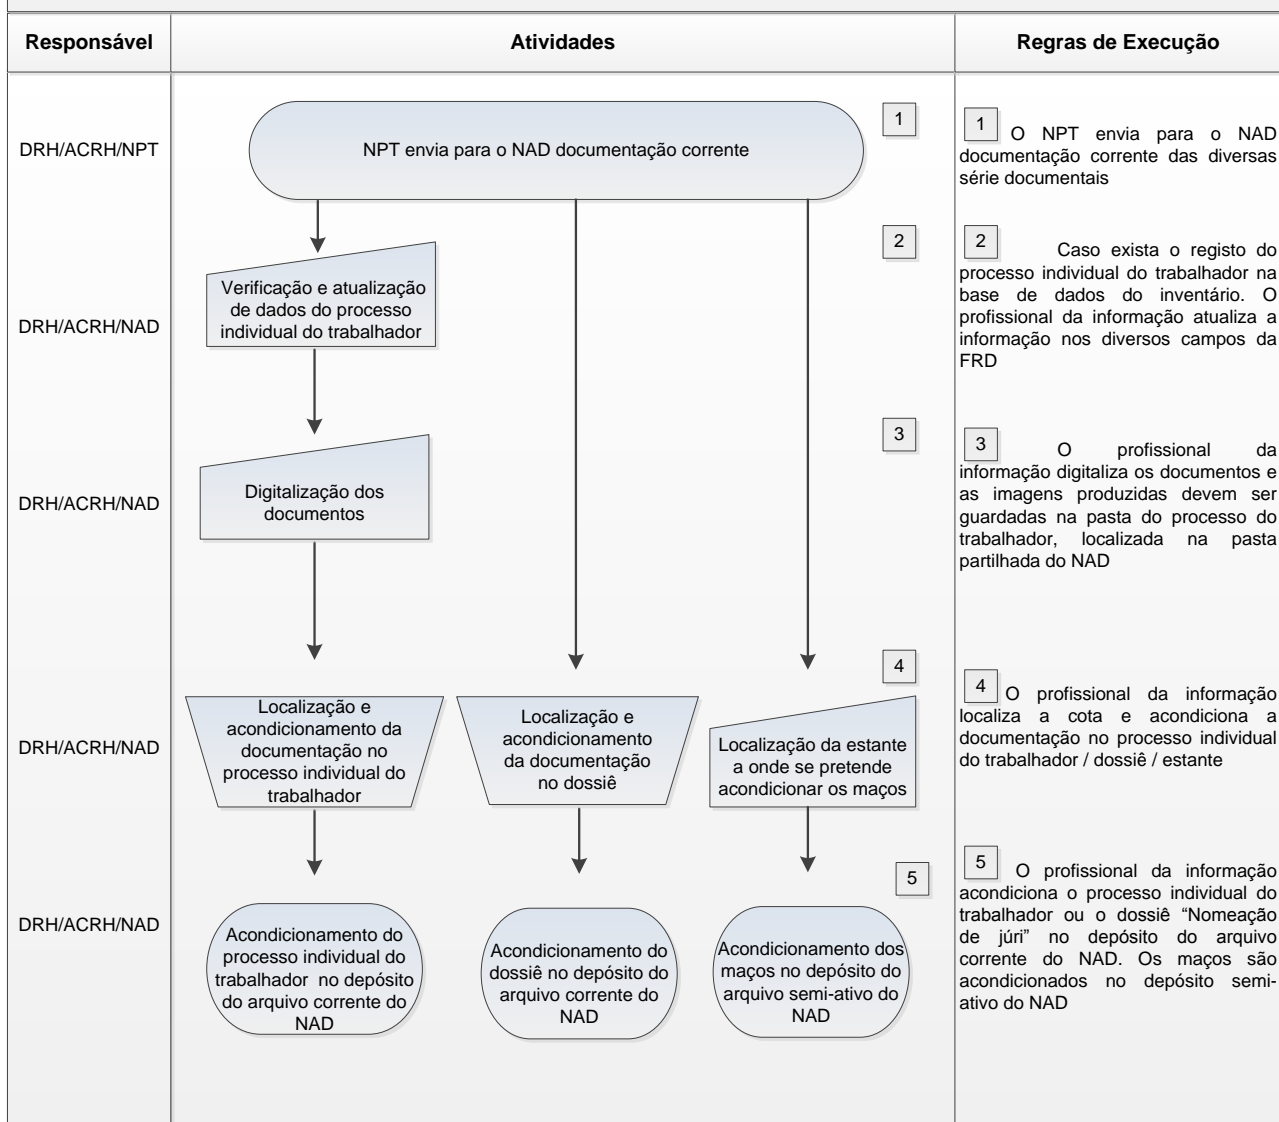 Responsável
Atividades
Regras de Execução
DRH/ACRH/NPT
NPT envia para o NAD documentação corrente
1
1 O NPT envia para o NAD
documentação corrente das diversas
série documentais
DRH/ACRH/NAD
Verificação e atualização
de dados do processo
individual do trabalhador
2
2 Caso exista o registo do
processo individual do trabalhador na
base de dados do inventário. O
profissional da informação atualiza a
informação nos diversos campos da
FRD
DRH/ACRH/NAD
Digitalização dos
documentos
3
3 O profissional da
informação digitaliza os documentos e
as imagens produzidas devem ser
guardadas na pasta do processo do
trabalhador, localizada na pasta
partilhada do NAD
DRH/ACRH/NAD
Localização e
acondicionamento da
documentação no
processo individual do
trabalhador
Localização e
acondicionamento
da documentação
no dossiê
Localização da estante
a onde se pretende
acondicionar os maços
4
4 O profissional da informação
localiza a cota e acondiciona a
documentação no processo individual
do trabalhador / dossiê / estante
DRH/ACRH/NAD
Acondicionamento do
processo individual do
trabalhador no depósito
do arquivo corrente do
NAD
Acondicionamento do
dossiê no depósito do
arquivo corrente do
NAD
Acondicionamento dos
maços no depósito do
arquivo semi-ativo do
NAD
5
5 O profissional da informação
acondiciona o processo individual do
trabalhador ou o dossiê “Nomeação
de júri” no depósito do arquivo
corrente do NAD. Os maços são
acondicionados no depósito semi-
ativo do NAD